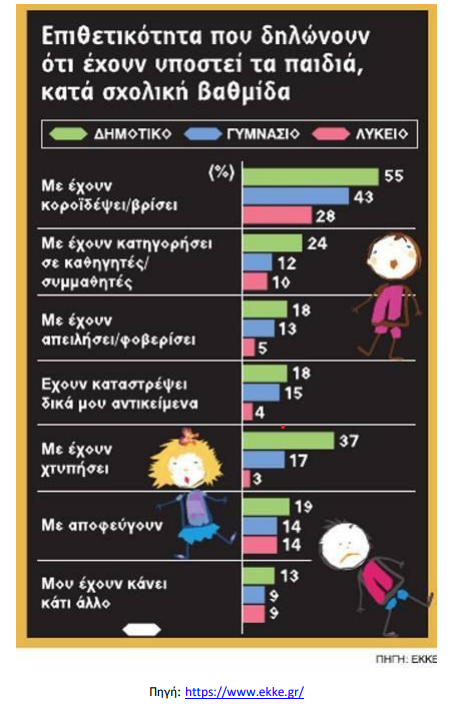 Επιθετικότητα που δηλώνουν
ότι έχουν υποστεί τα παιδιά,
κατά σχολική βαθμίδα
ΔΗΜΟΤΙΚΟ ΓΥΜΝΑΣΙΟ ΛΥΚΕΙΟ
(%)
Με έχουν
κοροϊδέψει/βρίσει
55
43
28
Με έχουν κατηγορήσει
σε καθηγητές/
συμμαθητές
24
12
10
Με έχουν
απειλήσει/φοβερίσει
18
13
5
Εχουν καταστρέψει
δικά μου αντικείμενα
18
15
4
Με έχουν
χτυπήσει
37
17
3
Με αποφεύγουν
19
14
14
Μου έχουν κάνει
κάτι άλλο
13
9
9
ΠΗΓΗ: ΕΚΚΕ
Πηγή: https://www.ekke.gr/